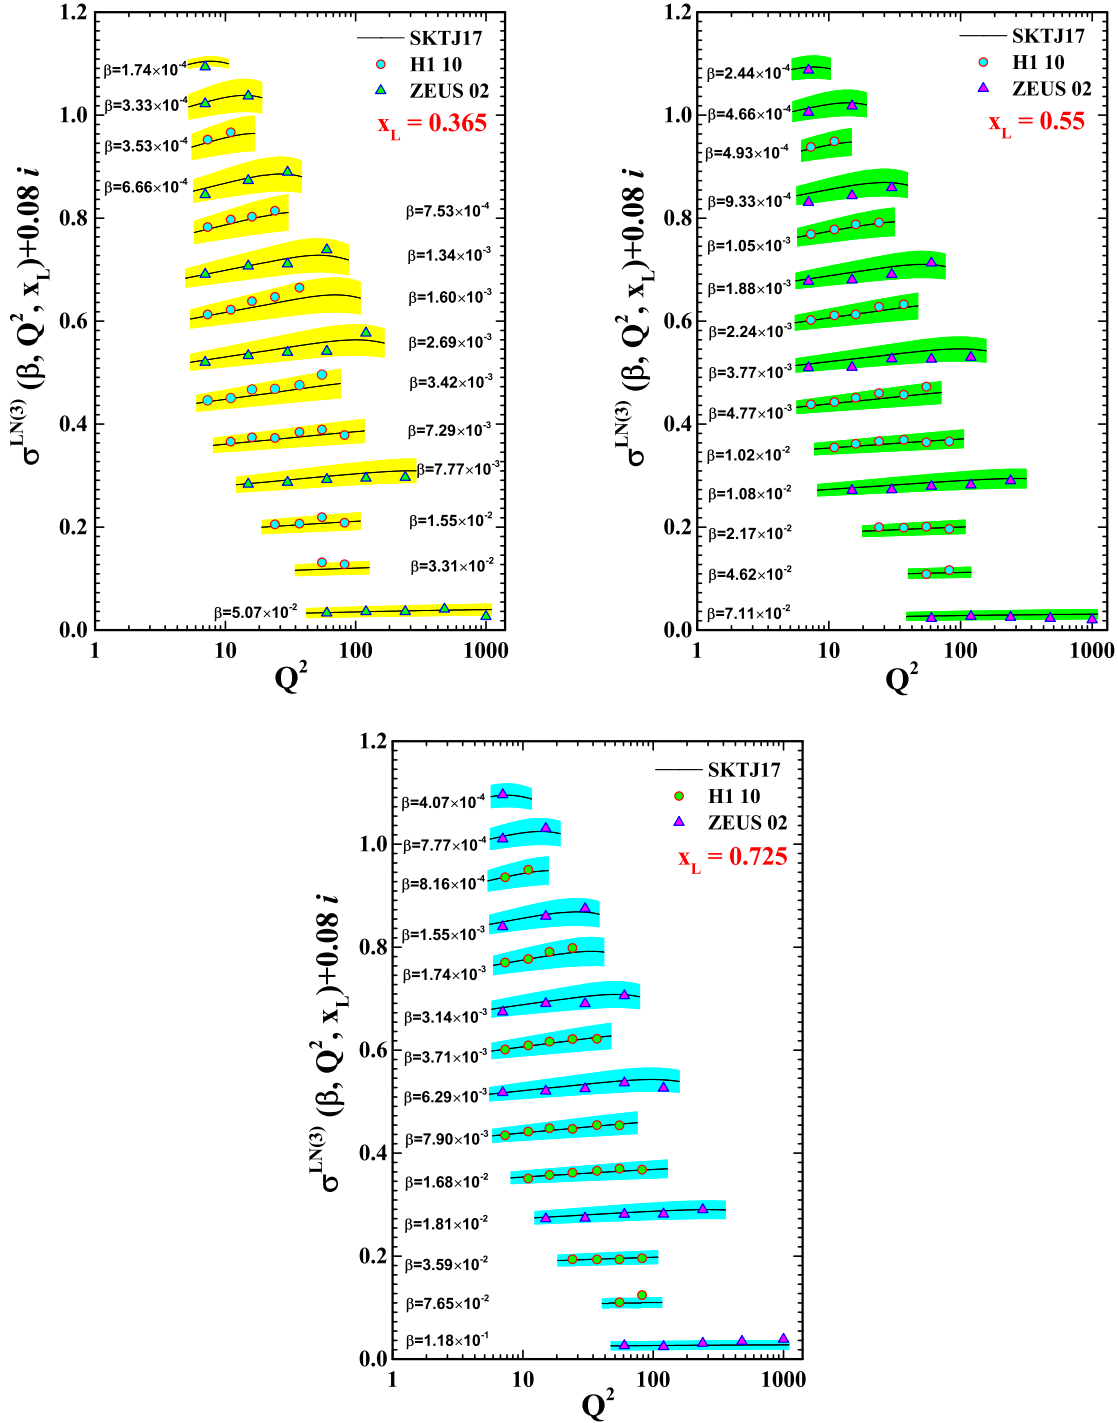 σ^LN(3) (β, Q², x_L)+0.08 i
1.2
1.0
0.8
0.6
0.4
0.2
0.0
SKTJ17
H1 10
ZEUS 02
x_L = 0.365
β=1.74×10⁻⁴
β=3.33×10⁻⁴
β=3.53×10⁻⁴
β=6.66×10⁻⁴
β=7.53×10⁻⁴
β=1.34×10⁻³
β=1.60×10⁻³
β=2.69×10⁻³
β=3.42×10⁻³
β=7.29×10⁻³
β=7.77×10⁻³
β=1.55×10⁻²
β=3.31×10⁻²
β=5.07×10⁻²
1 10 100 1000
Q²
σ^LN(3) (β, Q², x_L)+0.08 i
1.2
1.0
0.8
0.6
0.4
0.2
0.0
SKTJ17
H1 10
ZEUS 02
x_L = 0.55
β=2.44×10⁻⁴
β=4.66×10⁻⁴
β=4.93×10⁻⁴
β=9.33×10⁻⁴
β=1.05×10⁻³
β=1.88×10⁻³
β=2.24×10⁻³
β=3.77×10⁻³
β=4.77×10⁻³
β=1.02×10⁻²
β=1.08×10⁻²
β=2.17×10⁻²
β=4.62×10⁻²
β=7.11×10⁻²
1 10 100 1000
Q²
σ^LN(3) (β, Q², x_L)+0.08 i
1.2
1.0
0.8
0.6
0.4
0.2
0.0
SKTJ17
H1 10
ZEUS 02
x_L = 0.725
β=4.07×10⁻⁴
β=7.77×10⁻⁴
β=8.16×10⁻⁴
β=1.55×10⁻³
β=1.74×10⁻³
β=3.14×10⁻³
β=3.71×10⁻³
β=6.29×10⁻³
β=7.90×10⁻³
β=1.68×10⁻²
β=1.81×10⁻²
β=3.59×10⁻²
β=7.65×10⁻²
β=1.18×10⁻¹
1 10 100 1000
Q²